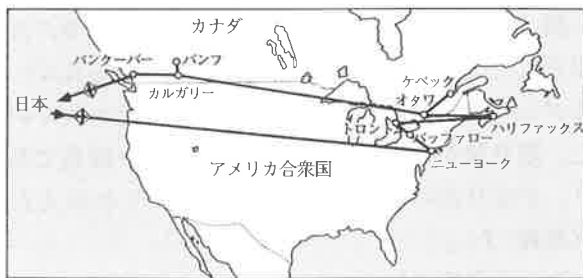 カナダ
バンクーバー
バンフ
カルガリー
日本
ケベック
オタワ
トロント
ハリファックス
バッファロー
ニューヨーク
アメリカ合衆国